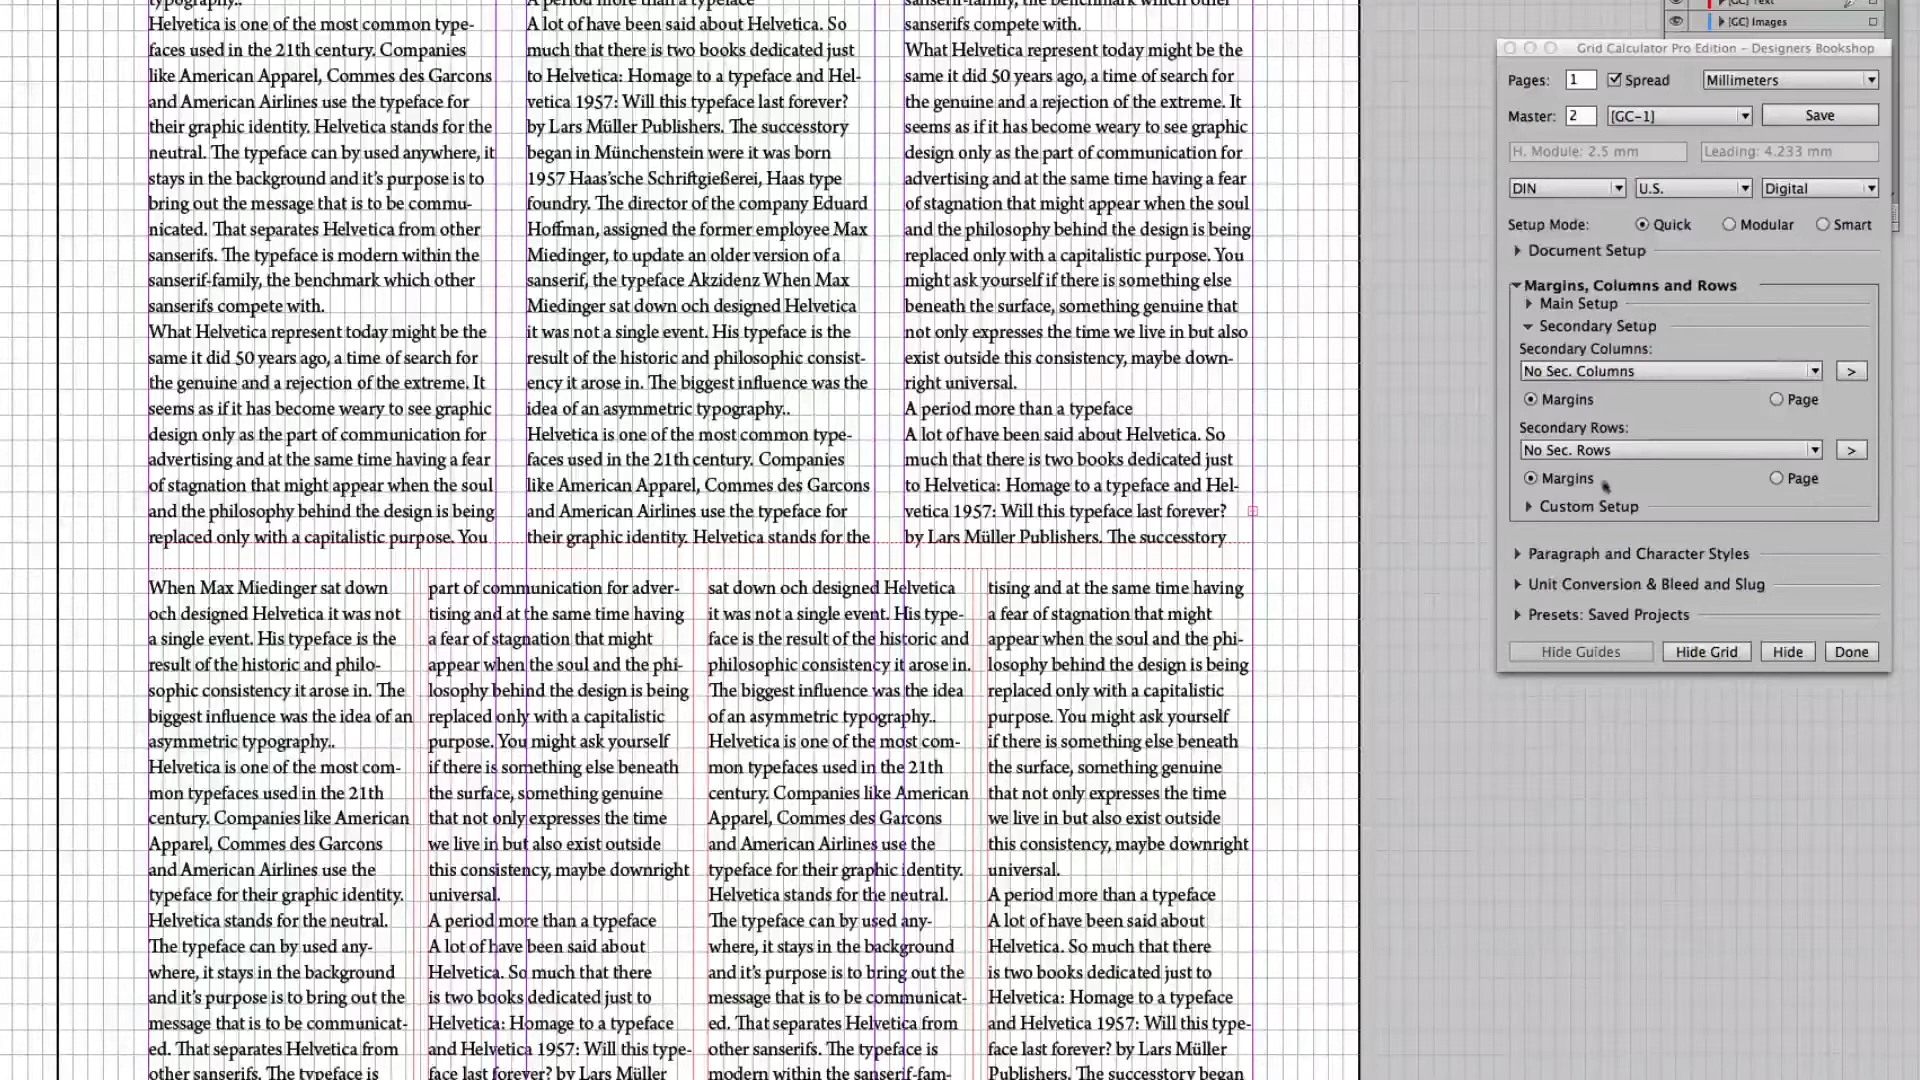 typography..
Helvetica is one of the most common type-
faces used in the 21th century. Companies
like American Apparel, Commes des Garcons
and American Airlines use the typeface for
their graphic identity. Helvetica stands for the
neutral. The typeface can by used anywhere, it
stays in the background and it's purpose is to
bring out the message that is to be commu-
nicated. That separates Helvetica from other
sanserifs. The typeface is modern within the
sanserif-family, the benchmark which other
sanserifs compete with.
What Helvetica represent today might be the
same it did 50 years ago, a time of search for
the genuine and a rejection of the extreme. It
seems as if it has become weary to see graphic
design only as the part of communication for
advertising and at the same time having a fear
of stagnation that might appear when the soul
and the philosophy behind the design is being
replaced only with a capitalistic purpose. You
A period more than a typeface
A lot of have been said about Helvetica. So
much that there is two books dedicated just
to Helvetica: Homage to a typeface and Hel-
vetica 1957: Will this typeface last forever?
by Lars Müller Publishers. The successtory
began in Münchenstein were it was born
1957 Haas'sche Schriftgießerei, Haas type
foundry. The director of the company Eduard
Hoffman, assigned the former employee Max
Miedinger, to update an older version of a
sanserif, the typeface Akzidenz When Max
Miedinger sat down och designed Helvetica
it was not a single event. His typeface is the
result of the historic and philosophic consist-
ency it arose in. The biggest influence was the
idea of an asymmetric typography..
Helvetica is one of the most common type-
faces used in the 21th century. Companies
like American Apparel, Commes des Garcons
and American Airlines use the typeface for
their graphic identity. Helvetica stands for the
sanserif-family, the benchmark which other
sanserifs compete with.
What Helvetica represent today might be the
same it did 50 years ago, a time of search for
the genuine and a rejection of the extreme. It
seems as if it has become weary to see graphic
design only as the part of communication for
advertising and at the same time having a fear
of stagnation that might appear when the soul
and the philosophy behind the design is being
replaced only with a capitalistic purpose. You
might ask yourself if there is something else
beneath the surface, something genuine that
not only expresses the time we live in but also
exist outside this consistency, maybe down-
right universal.
A period more than a typeface
A lot of have been said about Helvetica. So
much that there is two books dedicated just
to Helvetica: Homage to a typeface and Hel-
vetica 1957: Will this typeface last forever?
by Lars Müller Publishers. The successtory
When Max Miedinger sat down
och designed Helvetica it was not
a single event. His typeface is the
result of the historic and philo-
sophic consistency it arose in. The
biggest influence was the idea of an
asymmetric typography..
Helvetica is one of the most com-
mon typefaces used in the 21th
century. Companies like American
Apparel, Commes des Garcons
and American Airlines use the
typeface for their graphic identity.
Helvetica stands for the neutral.
The typeface can by used any-
where, it stays in the background
and it's purpose is to bring out the
message that is to be communicat-
ed. That separates Helvetica from
other sanserifs. The typeface is
part of communication for adver-
tising and at the same time having
a fear of stagnation that might
appear when the soul and the phi-
losophy behind the design is being
replaced only with a capitalistic
purpose. You might ask yourself
if there is something else beneath
the surface, something genuine
that not only expresses the time
we live in but also exist outside
this consistency, maybe downright
universal.
A period more than a typeface
A lot of have been said about
Helvetica. So much that there
is two books dedicated just to
Helvetica: Homage to a typeface
and Helvetica 1957: Will this type-
face last forever? by Lars Müller
sat down och designed Helvetica
it was not a single event. His type-
face is the result of the historic and
philosophic consistency it arose in.
The biggest influence was the idea
of an asymmetric typography..
Helvetica is one of the most com-
mon typefaces used in the 21th
century. Companies like American
Apparel, Commes des Garcons
and American Airlines use the
typeface for their graphic identity.
Helvetica stands for the neutral.
The typeface can by used any-
where, it stays in the background
and it's purpose is to bring out the
message that is to be communicat-
ed. That separates Helvetica from
other sanserifs. The typeface is
modern within the sanserif-fam-
tising and at the same time having
a fear of stagnation that might
appear when the soul and the phi-
losophy behind the design is being
replaced only with a capitalistic
purpose. You might ask yourself
if there is something else beneath
the surface, something genuine
that not only expresses the time
we live in but also exist outside
this consistency, maybe downright
universal.
A period more than a typeface
A lot of have been said about
Helvetica. So much that there
is two books dedicated just to
Helvetica: Homage to a typeface
and Helvetica 1957: Will this type-
face last forever? by Lars Müller
Publishers. The successtory began
[GC] Text
[GC] Images
Grid Calculator Pro Edition – Designers Bookshop
Pages: 1 Spread Millimeters
Master: 2 [GC-1] Save
H. Module: 2.5 mm Leading: 4.233 mm
DIN U.S. Digital
Setup Mode: Quick Modular Smart
Document Setup
Margins, Columns and Rows
Main Setup
Secondary Setup
Secondary Columns:
No Sec. Columns >
Margins Page
Secondary Rows:
No Sec. Rows >
Margins Page
Custom Setup
Paragraph and Character Styles
Unit Conversion & Bleed and Slug
Presets: Saved Projects
Hide Guides Hide Grid Hide Done